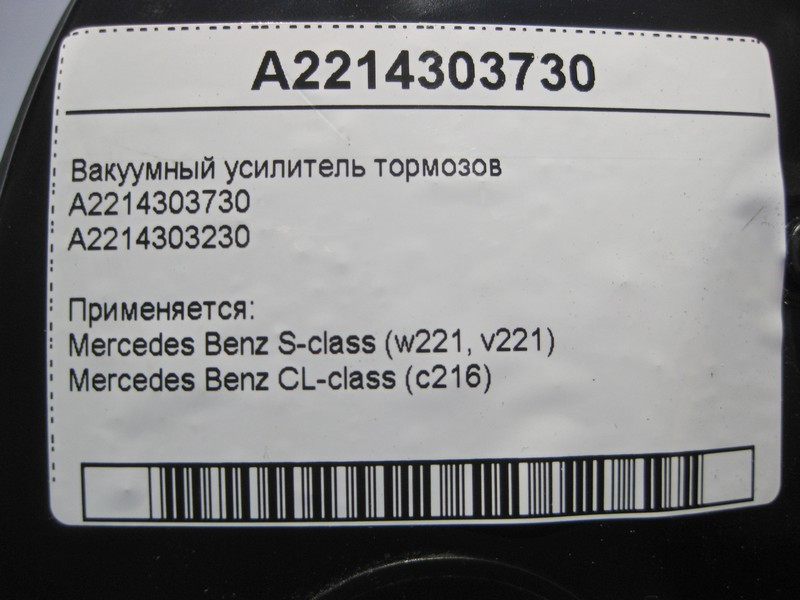 A2214303730
Вакуумный усилитель тормозов
A2214303730
A2214303230
Применяется:
Mercedes Benz S-class (w221, v221)
Mercedes Benz CL-class (c216)